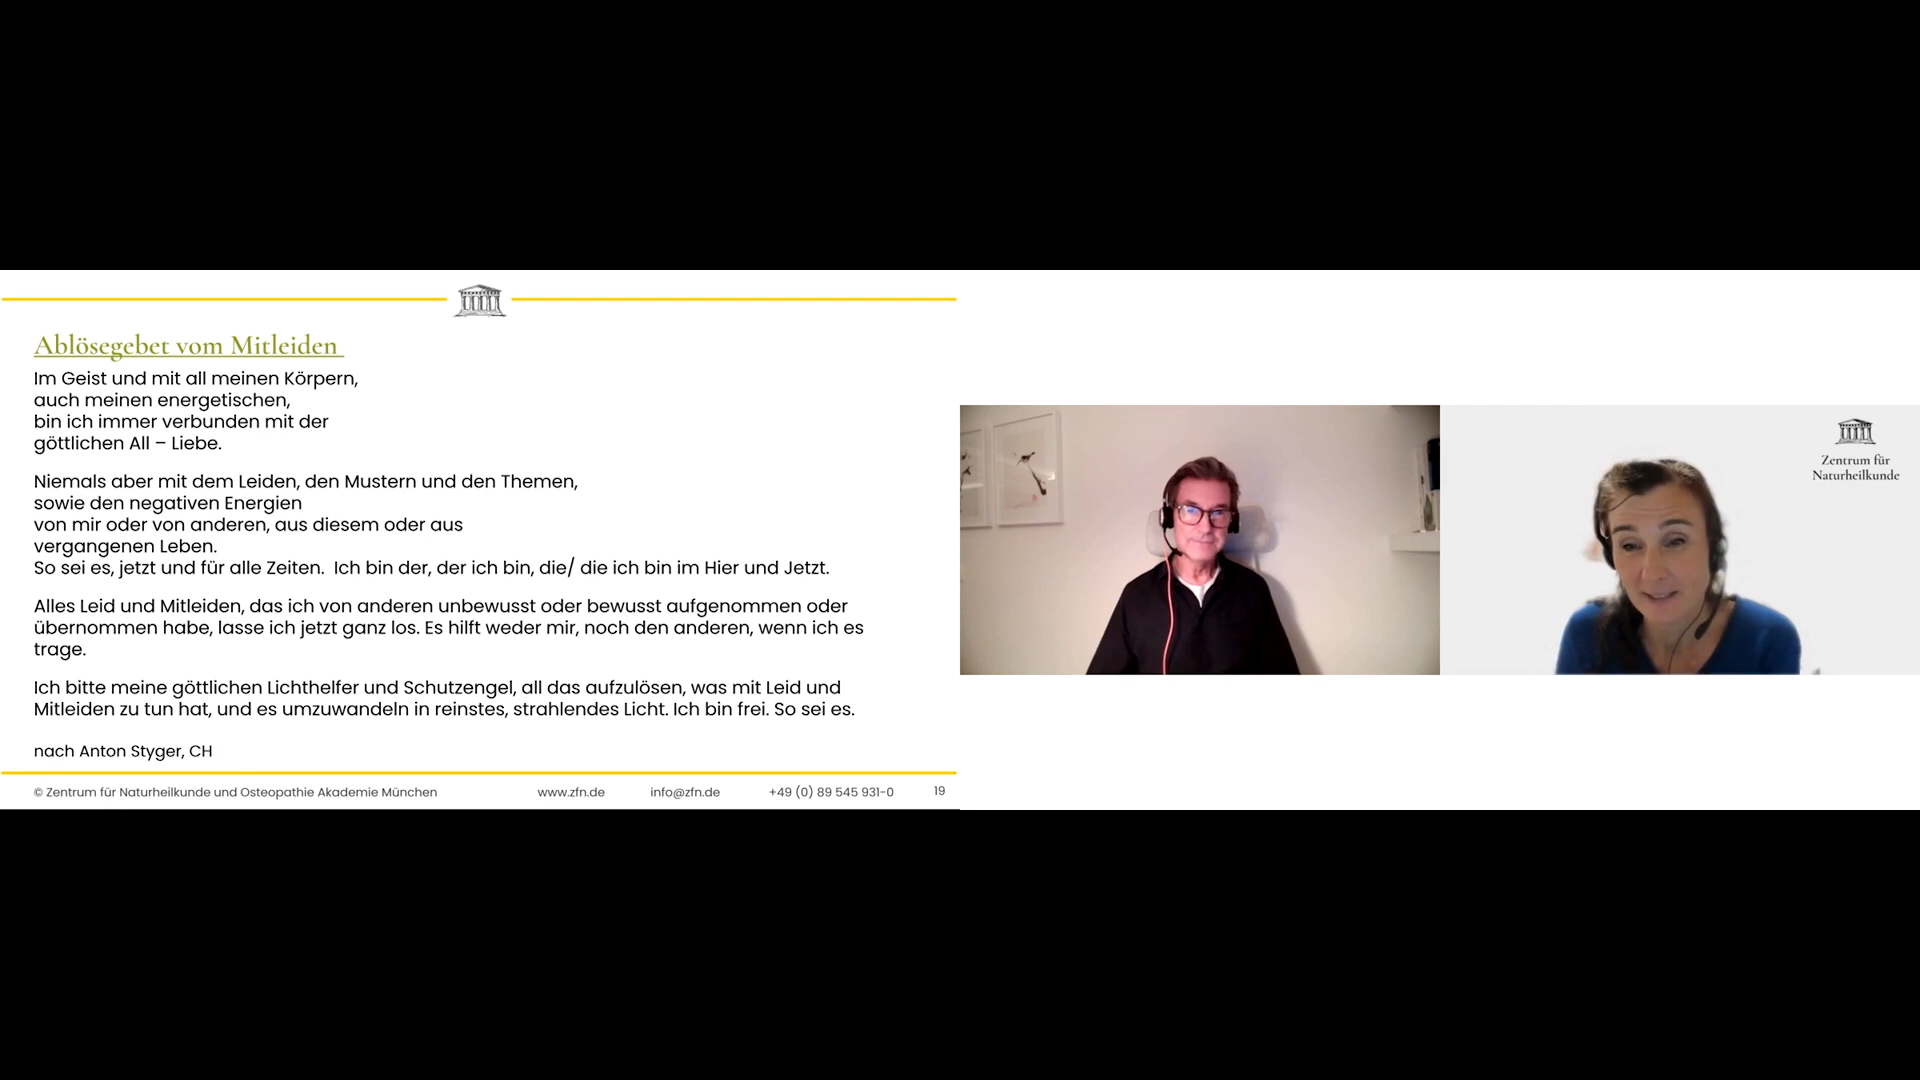 Ablösegebet vom Mitleiden
Im Geist und mit all meinen Körpern,
auch meinen energetischen,
bin ich immer verbunden mit der
göttlichen All – Liebe.
Niemals aber mit dem Leiden, den Mustern und den Themen,
sowie den negativen Energien
von mir oder von anderen, aus diesem oder aus
vergangenen Leben.
So sei es, jetzt und für alle Zeiten. Ich bin der, der ich bin, die/ die ich bin im Hier und Jetzt.
Alles Leid und Mitleiden, das ich von anderen unbewusst oder bewusst aufgenommen oder
übernommen habe, lasse ich jetzt ganz los. Es hilft weder mir, noch den anderen, wenn ich es
trage.
Ich bitte meine göttlichen Lichthelfer und Schutzengel, all das aufzulösen, was mit Leid und
Mitleiden zu tun hat, und es umzuwandeln in reinstes, strahlendes Licht. Ich bin frei. So sei es.
nach Anton Styger, CH
© Zentrum für Naturheilkunde und Osteopathie Akademie München www.zfn.de info@zfn.de +49 (0) 89 545 931-0 19
Zentrum für
Naturheilkunde